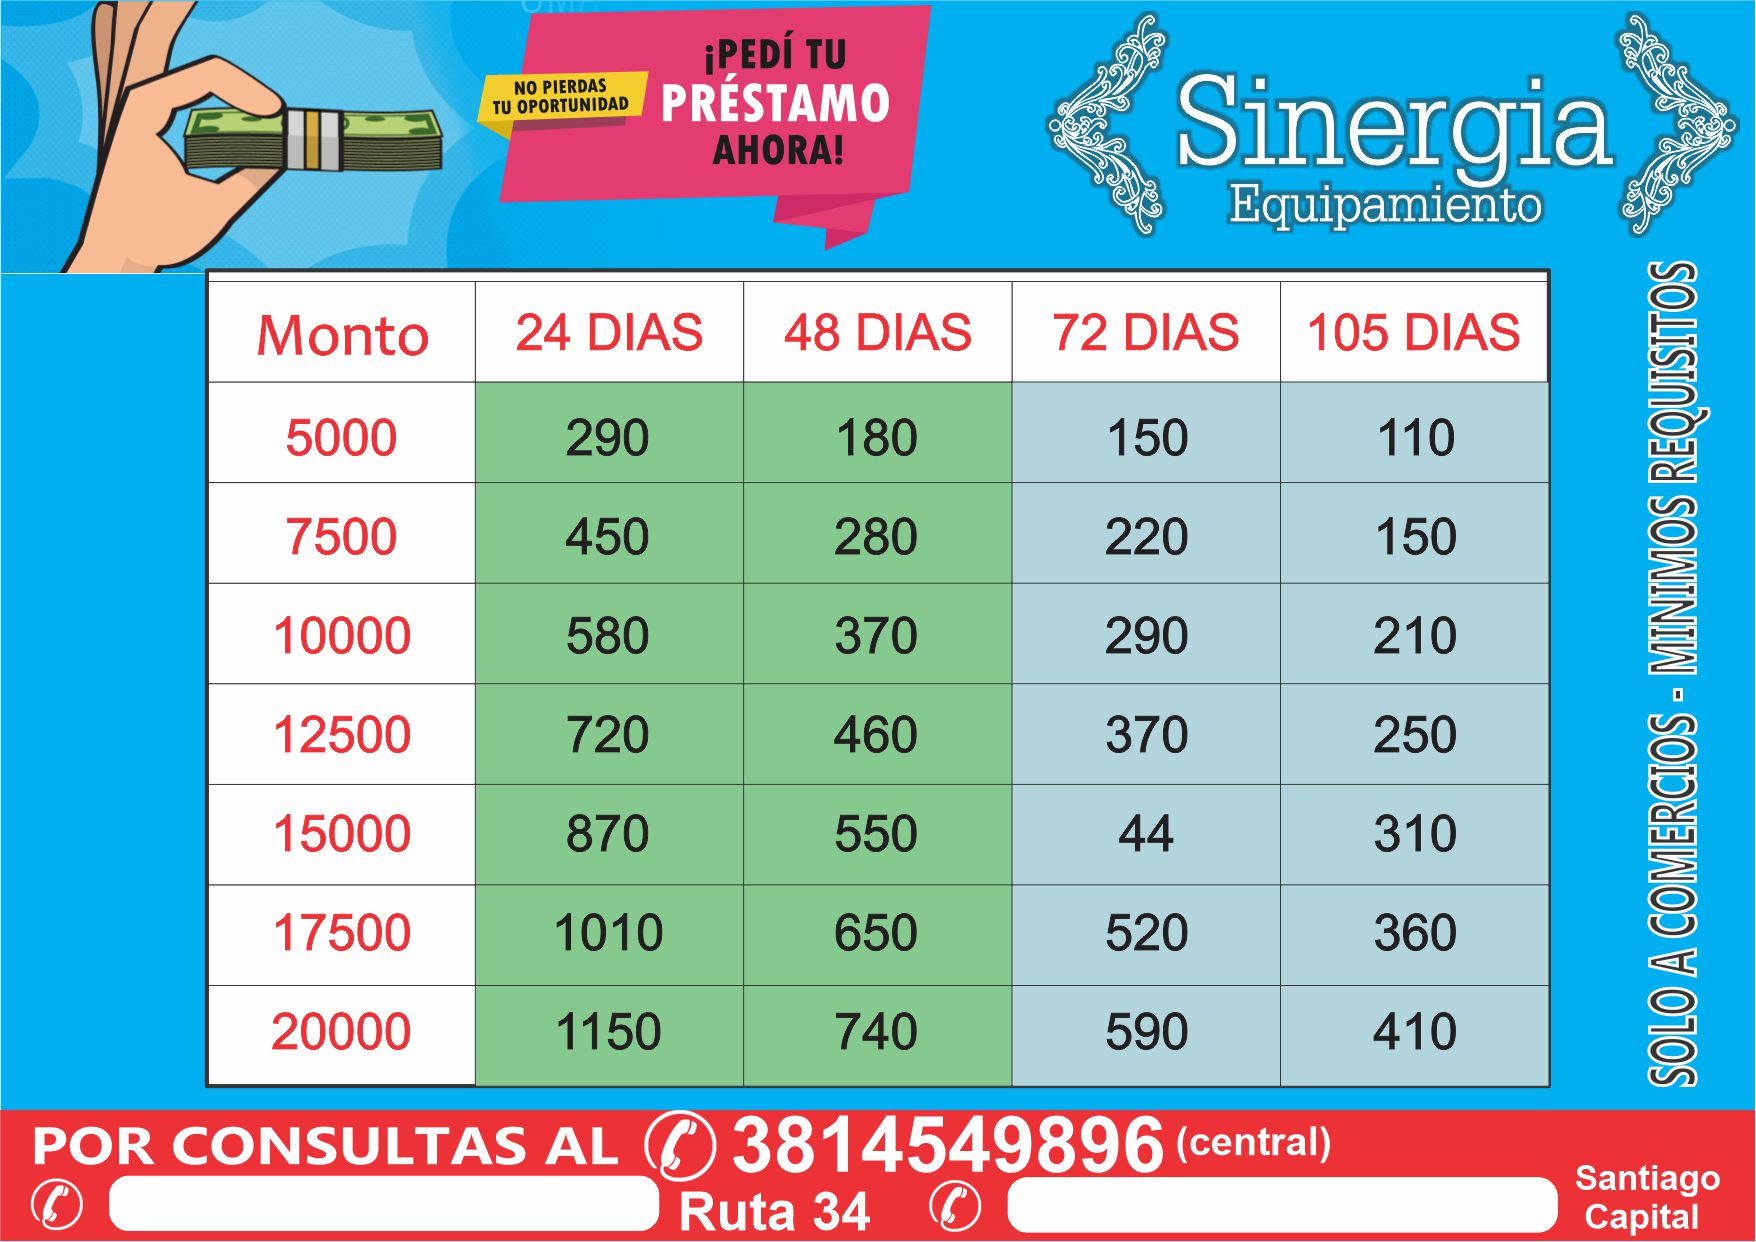 NO PIERDAS
TU OPORTUNIDAD
¡PEDÍ TU
PRÉSTAMO
AHORA!
Sinergia
Equipamiento
Monto 24 DIAS 48 DIAS 72 DIAS 105 DIAS
5000 290 180 150 110
7500 450 280 220 150
10000 580 370 290 210
12500 720 460 370 250
15000 870 550 44 310
17500 1010 650 520 360
20000 1150 740 590 410
SOLO A COMERCIOS - MINIMOS REQUISITOS
POR CONSULTAS AL 3814549896 (central)
Ruta 34
Santiago
Capital